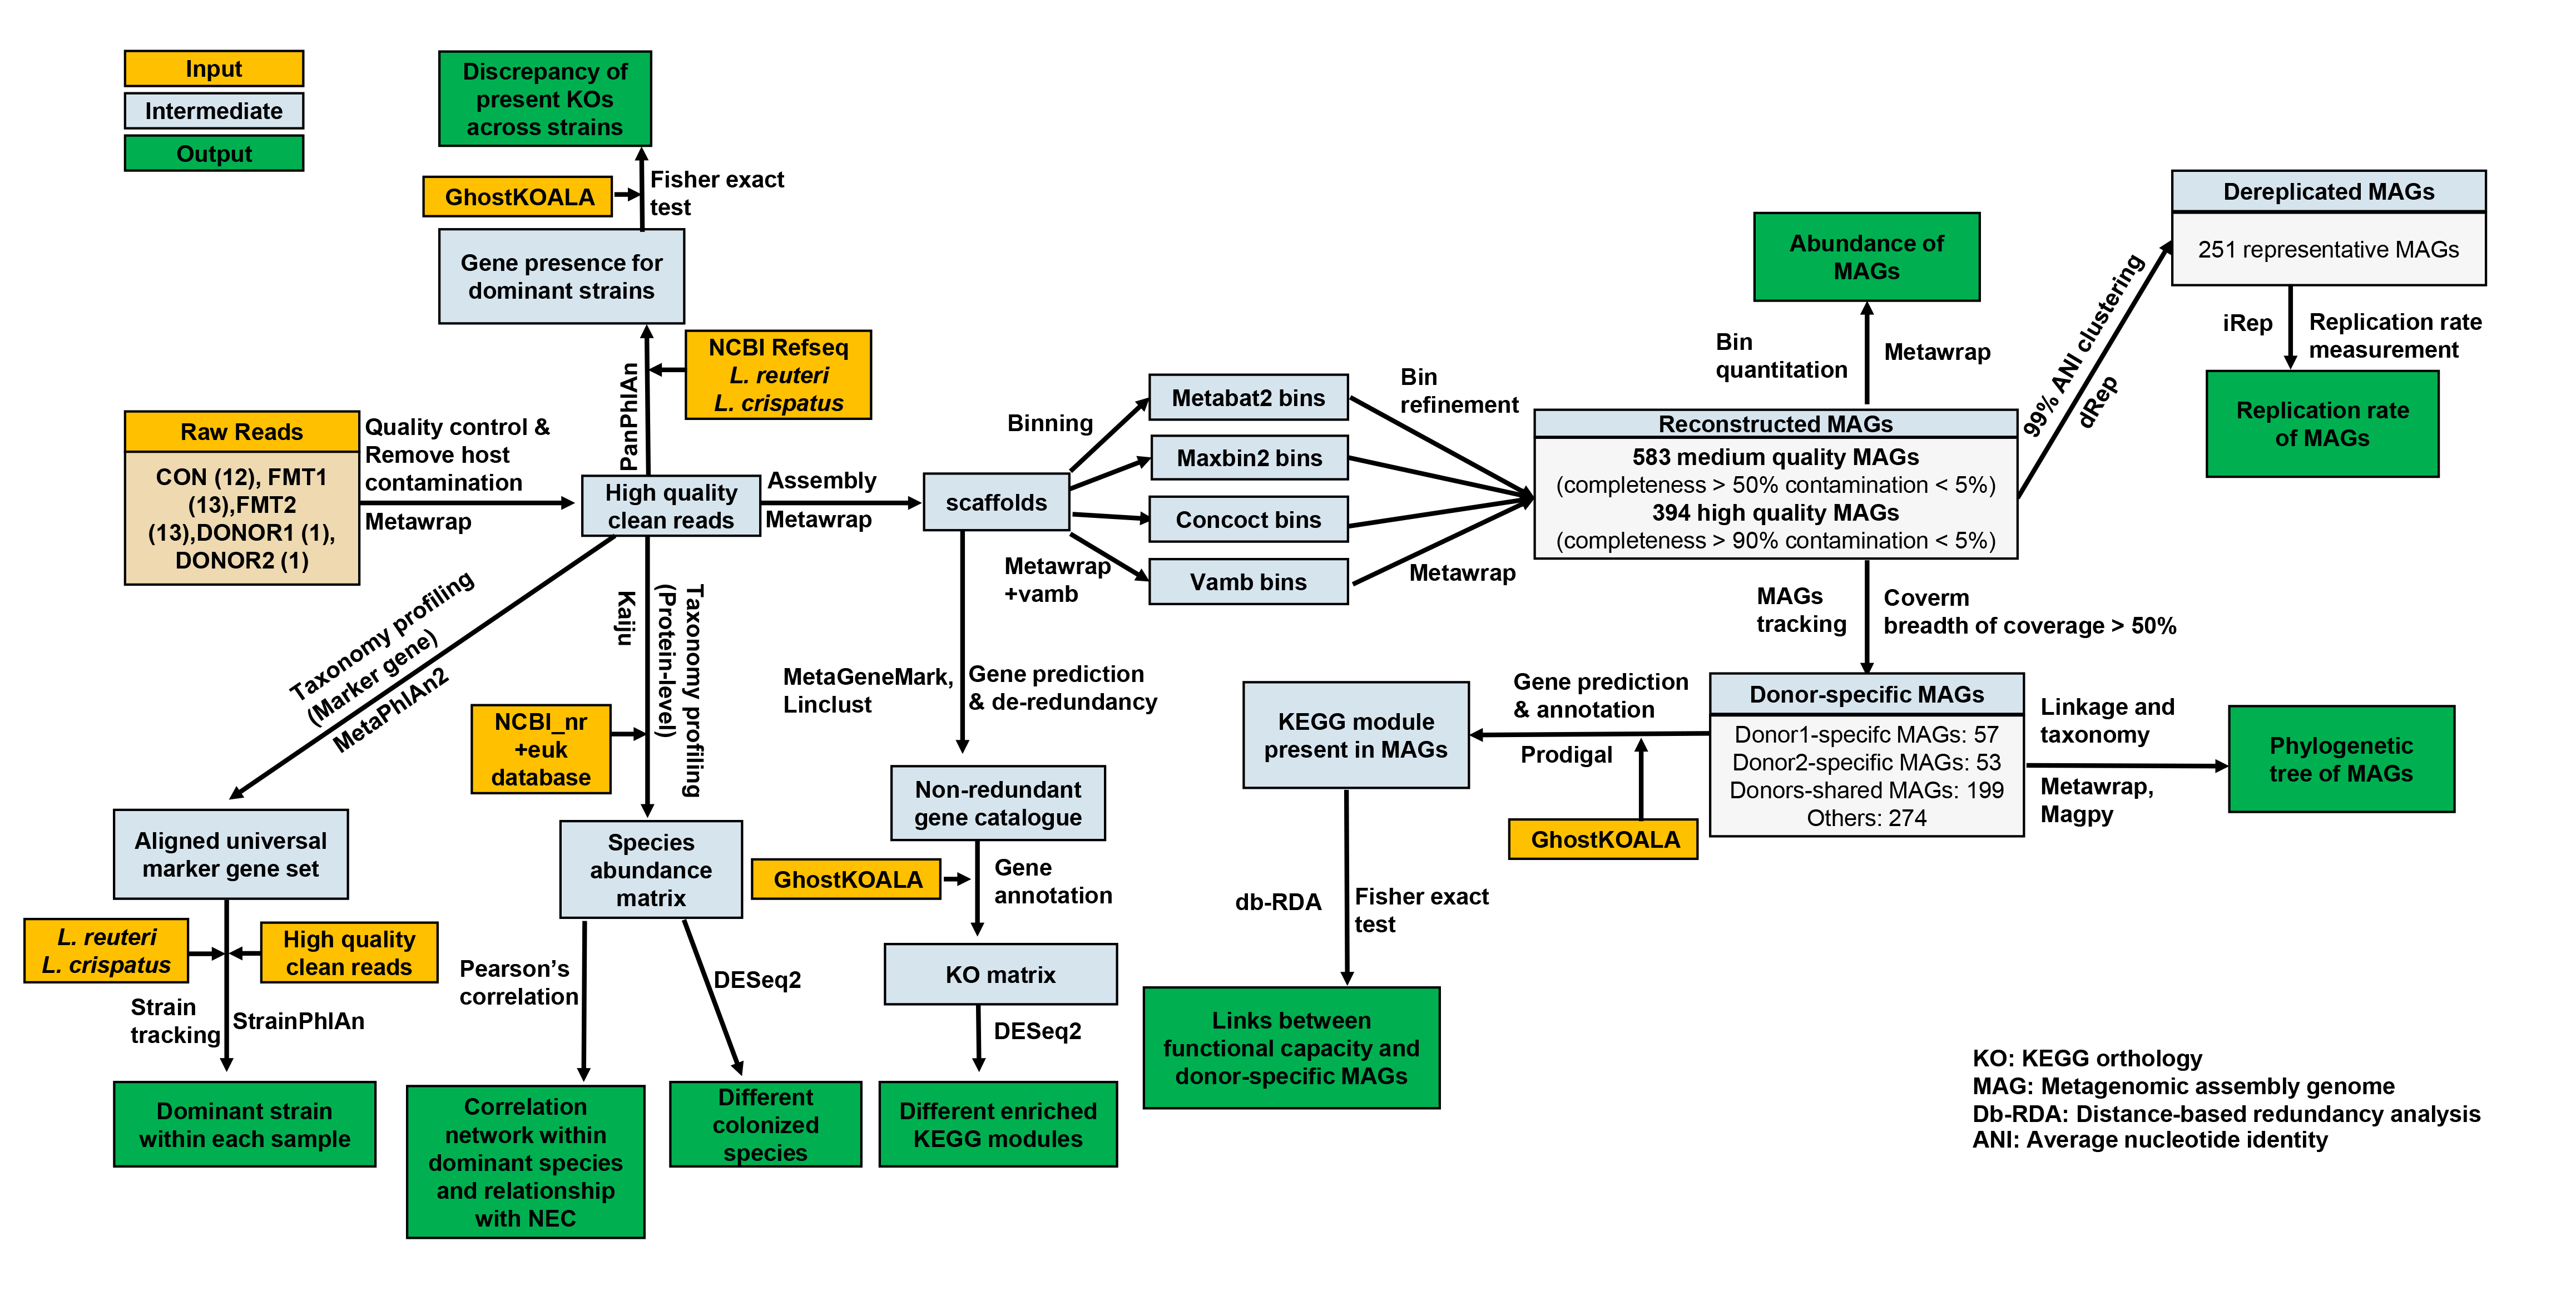 Input
Intermediate
Output
Discrepancy of
present KOs
across strains
GhostKOALA
Fisher exact
test
Gene presence for
dominant strains
NCBI Refseq
L. reuteri
L. crispatus
PanPhlAn
Raw Reads
CON (12), FMT1
(13),FMT2
(13),DONOR1 (1),
DONOR2 (1)
Quality control &
Remove host
contamination
Metawrap
High quality
clean reads
Assembly
Metawrap
scaffolds
Binning
Metawrap
+vamb
Metabat2 bins
Maxbin2 bins
Concoct bins
Vamb bins
Bin
refinement
Metawrap
Reconstructed MAGs
583 medium quality MAGs
(completeness > 50% contamination < 5%)
394 high quality MAGs
(completeness > 90% contamination < 5%)
Bin
quantitation
Metawrap
Abundance of
MAGs
99% ANI clustering
dRep
Dereplicated MAGs
251 representative MAGs
iRep
Replication rate
measurement
Replication rate
of MAGs
MAGs
tracking
Coverm
breadth of coverage > 50%
Donor-specific MAGs
Donor1-specifc MAGs: 57
Donor2-specific MAGs: 53
Donors-shared MAGs: 199
Others: 274
Linkage and
taxonomy
Metawrap,
Magpy
Phylogenetic
tree of MAGs
Gene prediction
& annotation
Prodigal
GhostKOALA
KEGG module
present in MAGs
db-RDA
Fisher exact
test
Links between
functional capacity and
donor-specific MAGs
MetaGeneMark,
Linclust
Gene prediction
& de-redundancy
Non-redundant
gene catalogue
GhostKOALA
Gene
annotation
KO matrix
DESeq2
Different enriched
KEGG modules
Taxonomy profiling
(Protein-level)
Kaiju
NCBI_nr
+euk
database
Species
abundance
matrix
Pearson’s
correlation
DESeq2
Correlation
network within
dominant species
and relationship
with NEC
Different
colonized
species
Taxonomy profiling
(Marker gene)
MetaPhlAn2
Aligned universal
marker gene set
L. reuteri
L. crispatus
High quality
clean reads
Strain
tracking
StrainPhlAn
Dominant strain
within each sample
KO: KEGG orthology
MAG: Metagenomic assembly genome
Db-RDA: Distance-based redundancy analysis
ANI: Average nucleotide identity